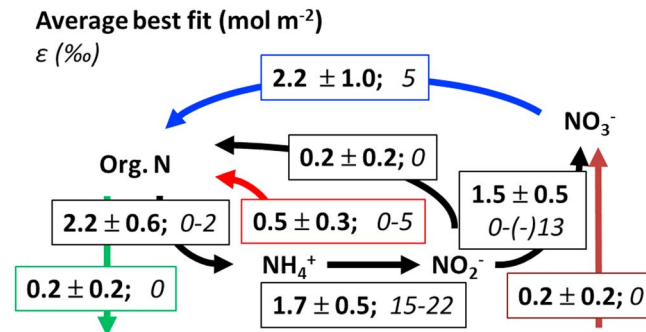 Average best fit (mol m⁻²)
ε (‰)
2.2 ± 1.0; 5
NO₃⁻
0.2 ± 0.2; 0
Org. N
1.5 ± 0.5
0-(-)13
2.2 ± 0.6; 0-2
0.5 ± 0.3; 0-5
NH₄⁺
NO₂⁻
0.2 ± 0.2; 0
1.7 ± 0.5; 15-22
0.2 ± 0.2; 0